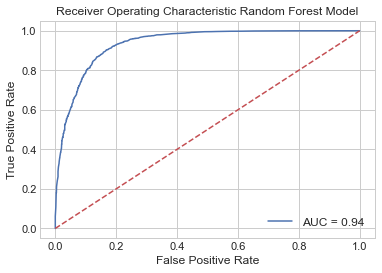 Receiver Operating Characteristic Random Forest Model
True Positive Rate
1.0
0.8
0.6
0.4
0.2
0.0
AUC = 0.94
0.0 0.2 0.4 0.6 0.8 1.0
False Positive Rate